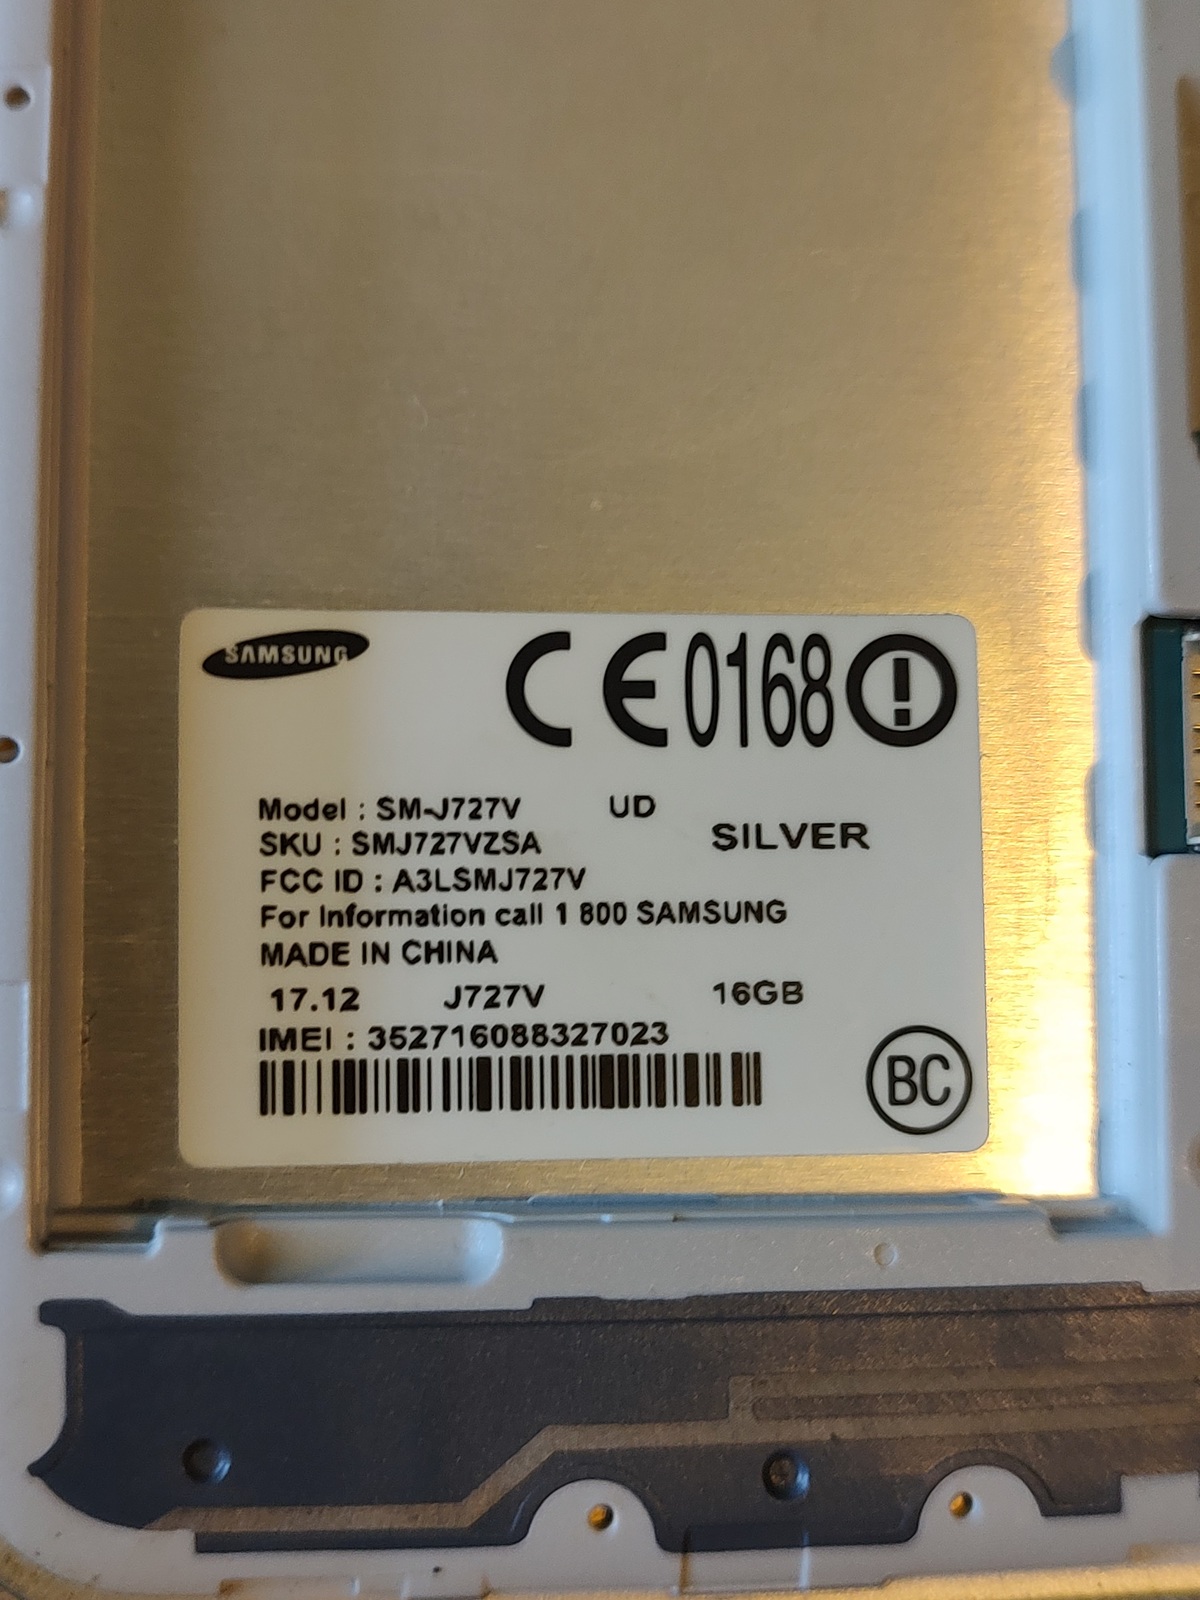 SAMSUNG
CE0168
Model : SM-J727V UD
SKU : SMJ727VZSA SILVER
FCC ID : A3LSMJ727V
For Information call 1 800 SAMSUNG
MADE IN CHINA
17.12 J727V 16GB
IMEI : 352716088327023
BC